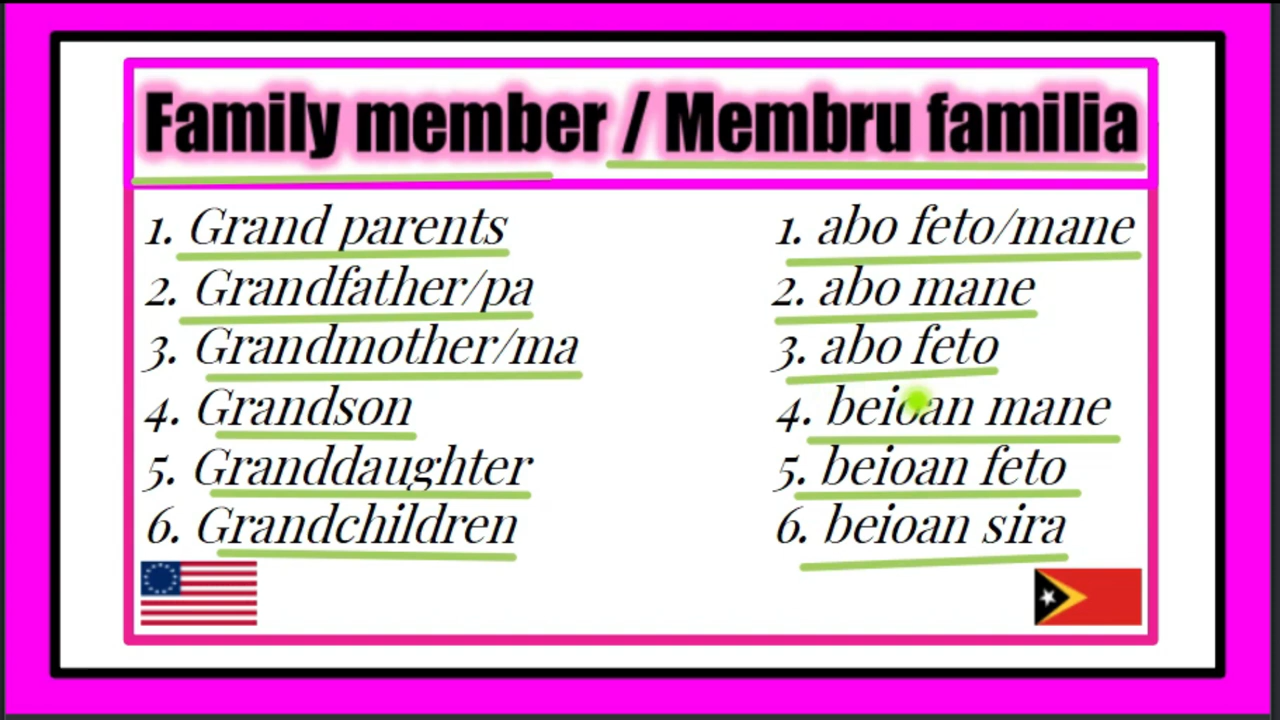 Family member / Membru familia
1. Grand parents
2. Grandfather/pa
3. Grandmother/ma
4. Grandson
5. Granddaughter
6. Grandchildren
1. abo feto/mane
2. abo mane
3. abo feto
4. beioan mane
5. beioan feto
6. beioan sira